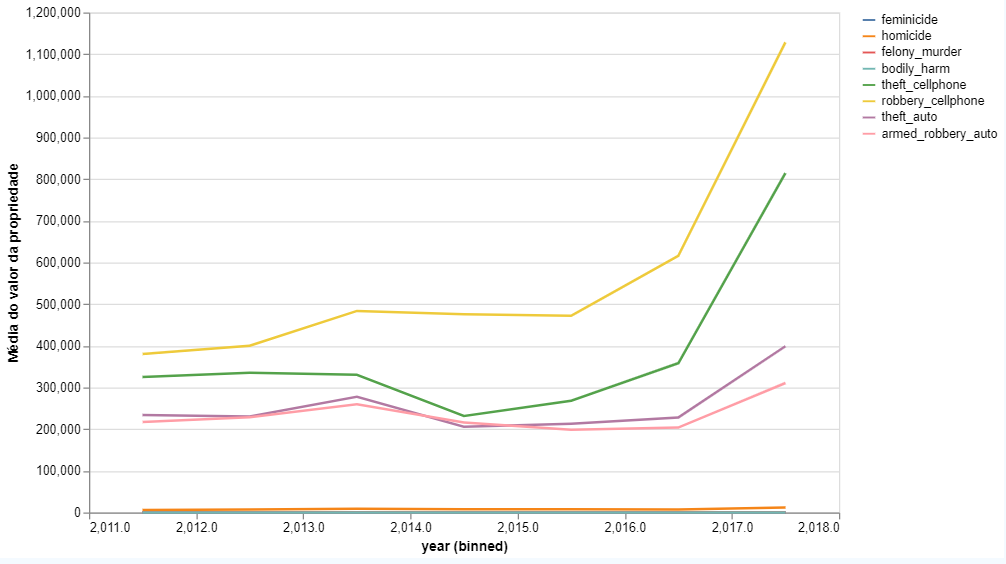 1,200,000
1,100,000
1,000,000
900,000
800,000
700,000
600,000
500,000
400,000
300,000
200,000
100,000
0
Média do valor da propriedade
2,011.0 2,012.0 2,013.0 2,014.0 2,015.0 2,016.0 2,017.0 2,018.0
year (binned)
feminicide
homicide
felony_murder
bodily_harm
theft_cellphone
robbery_cellphone
theft_auto
armed_robbery_auto